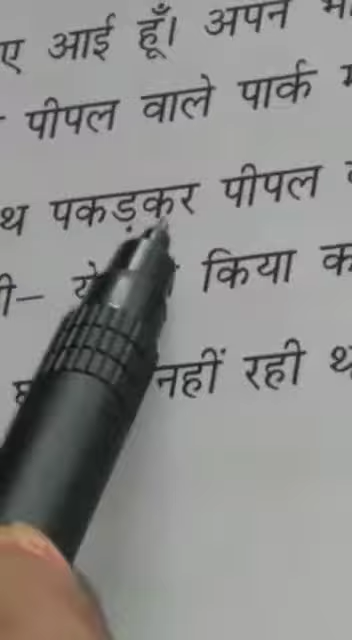 आई हूँ। अपने
पीपल वाले पार्क
पकड़कर पीपल
किया
नहीं रही